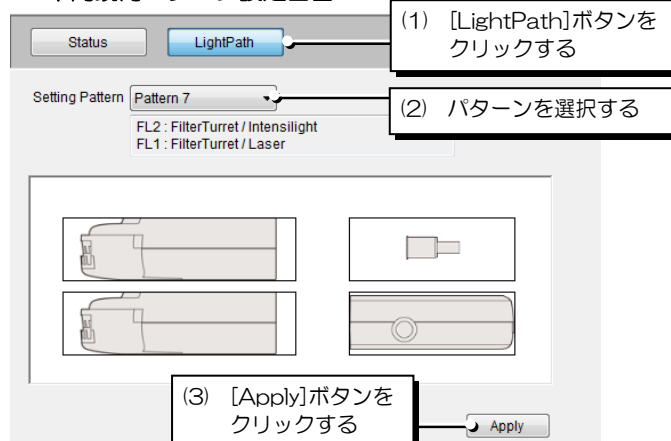 (1) [LightPath]ボタンを
クリックする
Status
LightPath
Setting Pattern
Pattern 7
(2) パターンを選択する
FL2 : FilterTurret / Intensilight
FL1 : FilterTurret / Laser
(3) [Apply]ボタンを
クリックする
Apply